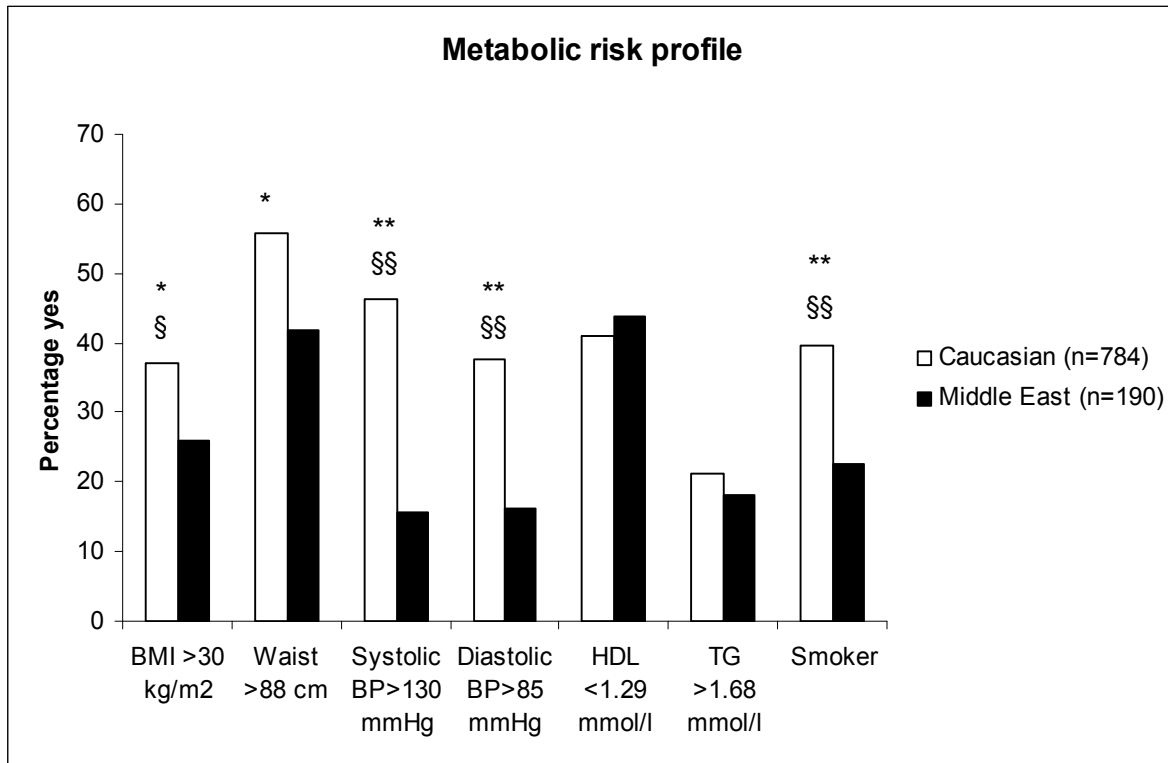 Metabolic risk profile
Percentage yes
70
60
50
40
30
20
10
0
*
§
*
**
§§
**
§§
**
§§
BMI >30
kg/m2
Waist
>88 cm
Systolic
BP>130
mmHg
Diastolic
BP>85
mmHg
HDL
<1.29
mmol/l
TG
>1.68
mmol/l
Smoker
Caucasian (n=784)
Middle East (n=190)